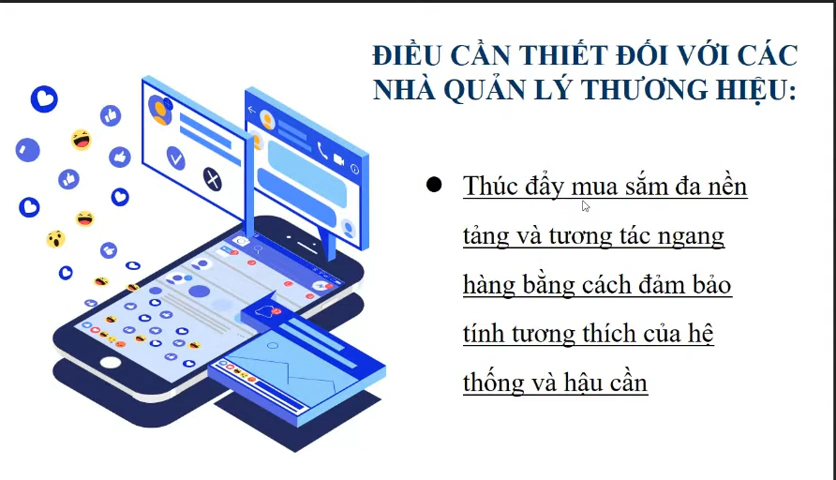 ĐIỀU CẦN THIẾT ĐỐI VỚI CÁC
NHÀ QUẢN LÝ THƯƠNG HIỆU:
● Thúc đẩy mua sắm đa nền
tảng và tương tác ngang
hàng bằng cách đảm bảo
tính tương thích của hệ
thống và hậu cần